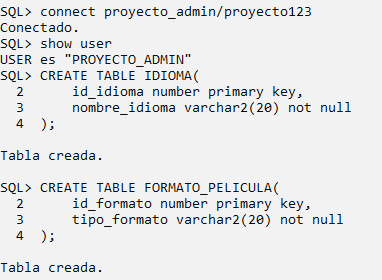 SQL> connect proyecto_admin/proyecto123
Conectado.
SQL> show user
USER es "PROYECTO_ADMIN"
SQL> CREATE TABLE IDIOMA(
  2      id_idioma number primary key,
  3      nombre_idioma varchar2(20) not null
  4  );

Tabla creada.

SQL> CREATE TABLE FORMATO_PELICULA(
  2      id_formato number primary key,
  3      tipo_formato varchar2(20) not null
  4  );

Tabla creada.